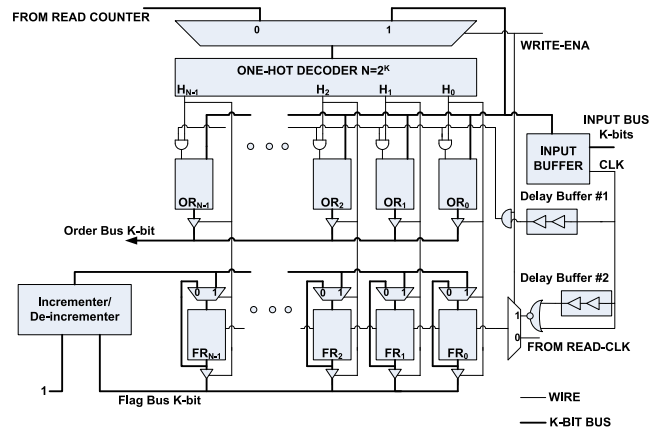 FROM READ COUNTER
0 1
WRITE-ENA
ONE-HOT DECODER N=2^K
H_N-1 H_2 H_1 H_0
INPUT BUS
K-bits
INPUT
BUFFER
CLK
Delay Buffer #1
OR_N-1 OR_2 OR_1 OR_0
Order Bus K-bit
Delay Buffer #2
0 1 0 1 0 1 0 1
Incrementer/
De-incrementer
1
0
FROM READ-CLK
FR_N-1 FR_2 FR_1 FR_0
1
Flag Bus K-bit
WIRE
K-BIT BUS